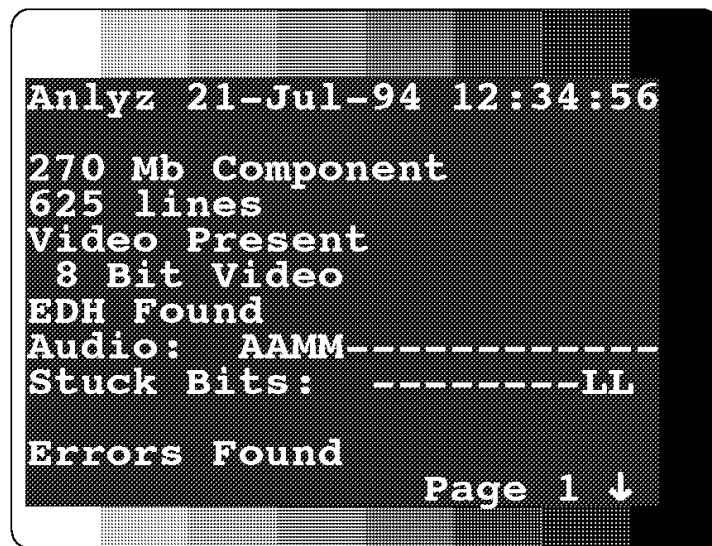 Anlyz 21-Jul-94 12:34:56
270 Mb Component
625 lines
Video Present
8 Bit Video
EDH Found
Audio: AAMM------------
Stuck Bits: --------LL
Errors Found
Page 1 ↓